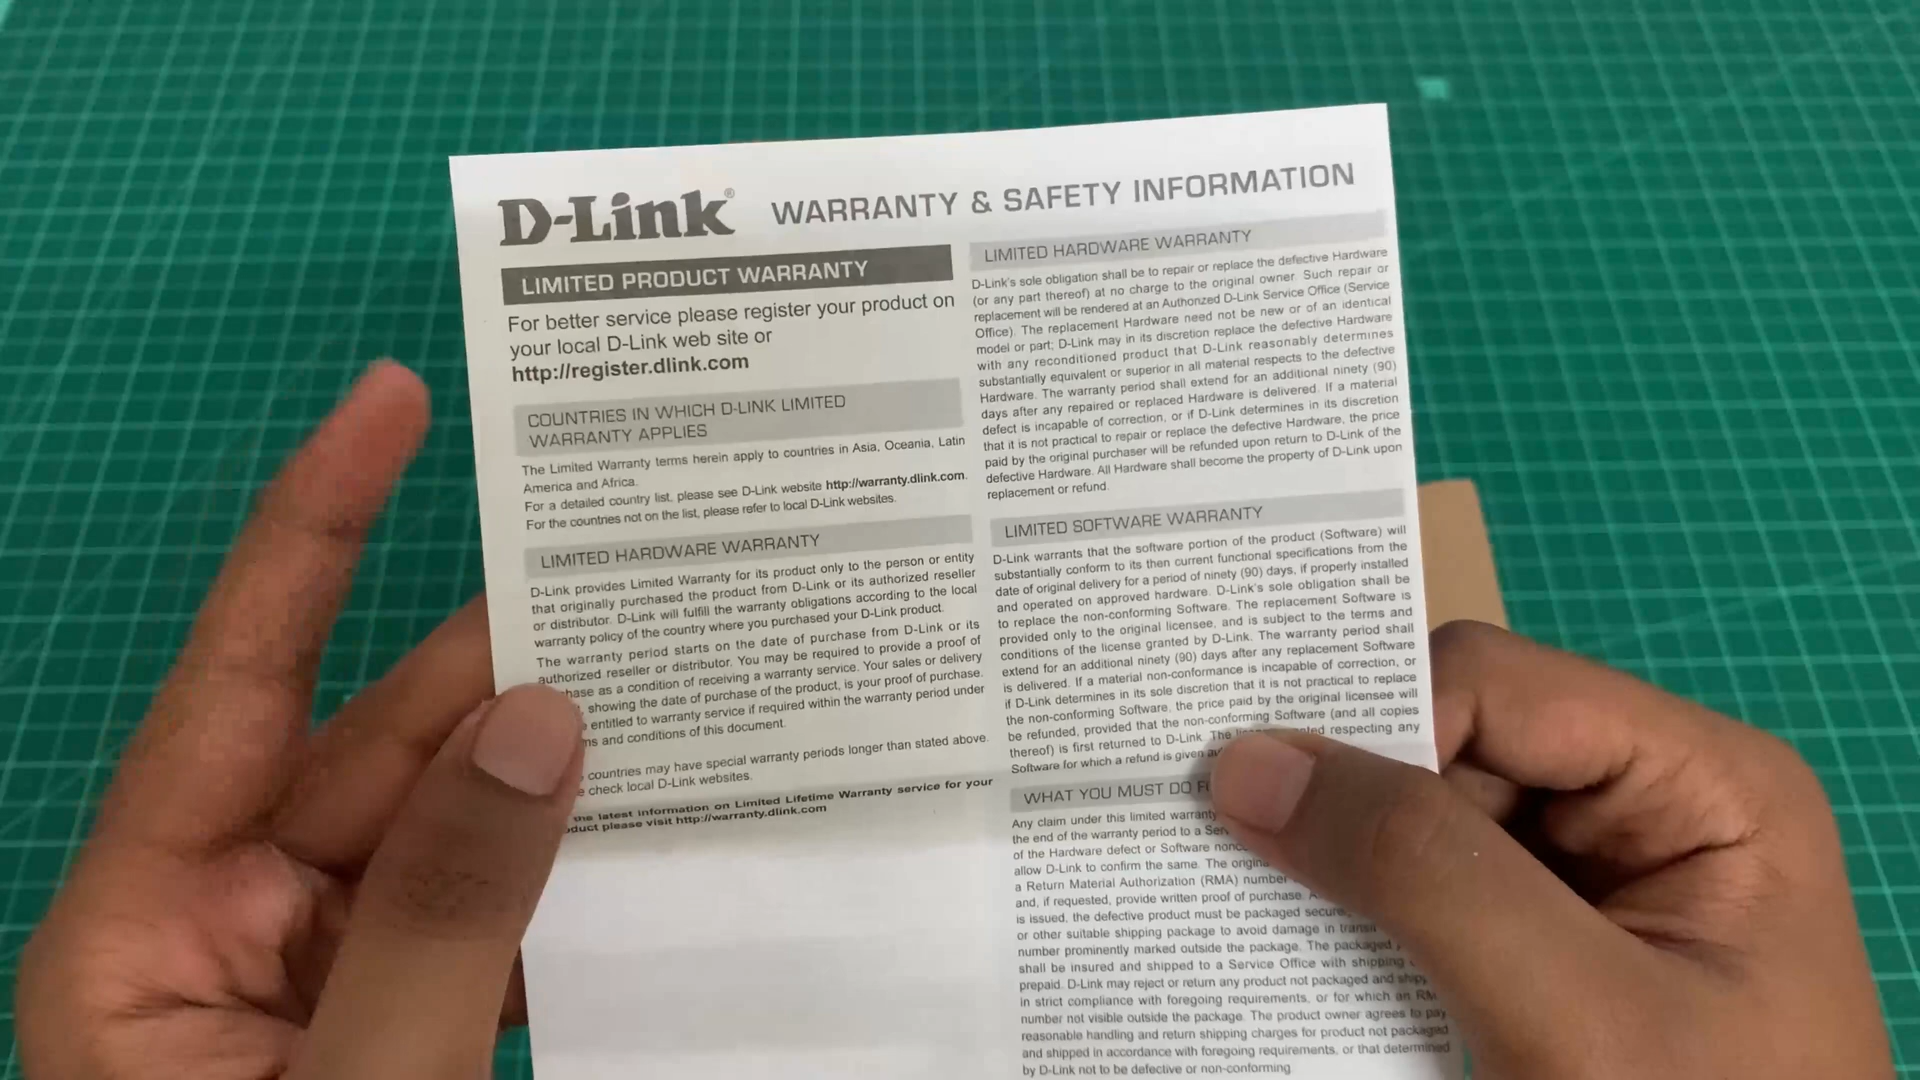 D-Link® WARRANTY & SAFETY INFORMATION
LIMITED PRODUCT WARRANTY
For better service please register your product on
your local D-Link web site or
http://register.dlink.com
COUNTRIES IN WHICH D-LINK LIMITED
WARRANTY APPLIES
The Limited Warranty terms herein apply to countries in Asia, Oceania, Latin
America and Africa.
For a detailed country list, please see D-Link website http://warranty.dlink.com.
For the countries not on the list, please refer to local D-Link websites.
LIMITED HARDWARE WARRANTY
D-Link provides Limited Warranty for its product only to the person or entity
that originally purchased the product from D-Link or its authorized reseller
or distributor. D-Link will fulfill the warranty obligations according to the local
warranty policy of the country where you purchased your D-Link product.
The warranty period starts on the date of purchase from D-Link or its
authorized reseller or distributor. You may be required to provide a proof of
as a condition of receiving a warranty service. Your sales or delivery
showing the date of purchase of the product, is your proof of purchase.
entitled to warranty service if required within the warranty period under
and conditions of this document.
countries may have special warranty periods longer than stated above.
check local D-Link websites.
the latest information on Limited Lifetime Warranty service for your
please visit http://warranty.dlink.com
LIMITED HARDWARE WARRANTY
D-Link's sole obligation shall be to repair or replace the defective Hardware
(or any part thereof) at no charge to the original owner. Such repair or
replacement will be rendered at an Authorized D-Link Service Office (Service
Office). The replacement Hardware need not be new or of an identical
model or part; D-Link may in its discretion replace the defective Hardware
with any reconditioned product that D-Link reasonably determines
substantially equivalent or superior in all material respects to the defective
Hardware. The warranty period shall extend for an additional ninety (90)
days after any repaired or replaced Hardware is delivered. If a material
defect is incapable of correction, or if D-Link determines in its discretion
that it is not practical to repair or replace the defective Hardware, the price
paid by the original purchaser will be refunded upon return to D-Link of the
defective Hardware. All Hardware shall become the property of D-Link upon
replacement or refund.
LIMITED SOFTWARE WARRANTY
D-Link warrants that the software portion of the product (Software) will
substantially conform to its then current functional specifications from the
date of original delivery for a period of ninety (90) days, if properly installed
and operated on approved hardware. D-Link's sole obligation shall be
to replace the non-conforming Software. The replacement Software is
provided only to the original licensee, and is subject to the terms and
conditions of the license granted by D-Link. The warranty period shall
extend for an additional ninety (90) days after any replacement Software
is delivered. If a material non-conformance is incapable of correction, or
if D-Link determines in its sole discretion that it is not practical to replace
the non-conforming Software, the price paid by the original licensee will
be refunded, provided that the non-conforming Software (and all copies
thereof) is first returned to D-Link. The respecting any
Software for which a refund is given
WHAT YOU MUST DO
Any claim under this limited warranty
the end of the warranty period to a
of the Hardware defect or Software
allow D-Link to confirm the same. The
a Return Material Authorization (RMA) number
and, if requested, provide written proof of purchase.
is issued, the defective product must be packaged
or other suitable shipping package to avoid damage in transit
number prominently marked outside the package. The packaged
shall be insured and shipped to a Service Office with shipping
prepaid. D-Link may reject or return any product not packaged and
in strict compliance with foregoing requirements, or for which an
number not visible outside the package. The product owner agrees to pay
reasonable handling and return shipping charges for product not packaged
and shipped in accordance with foregoing requirements, or that determined
by D-Link not to be defective or non-conforming.